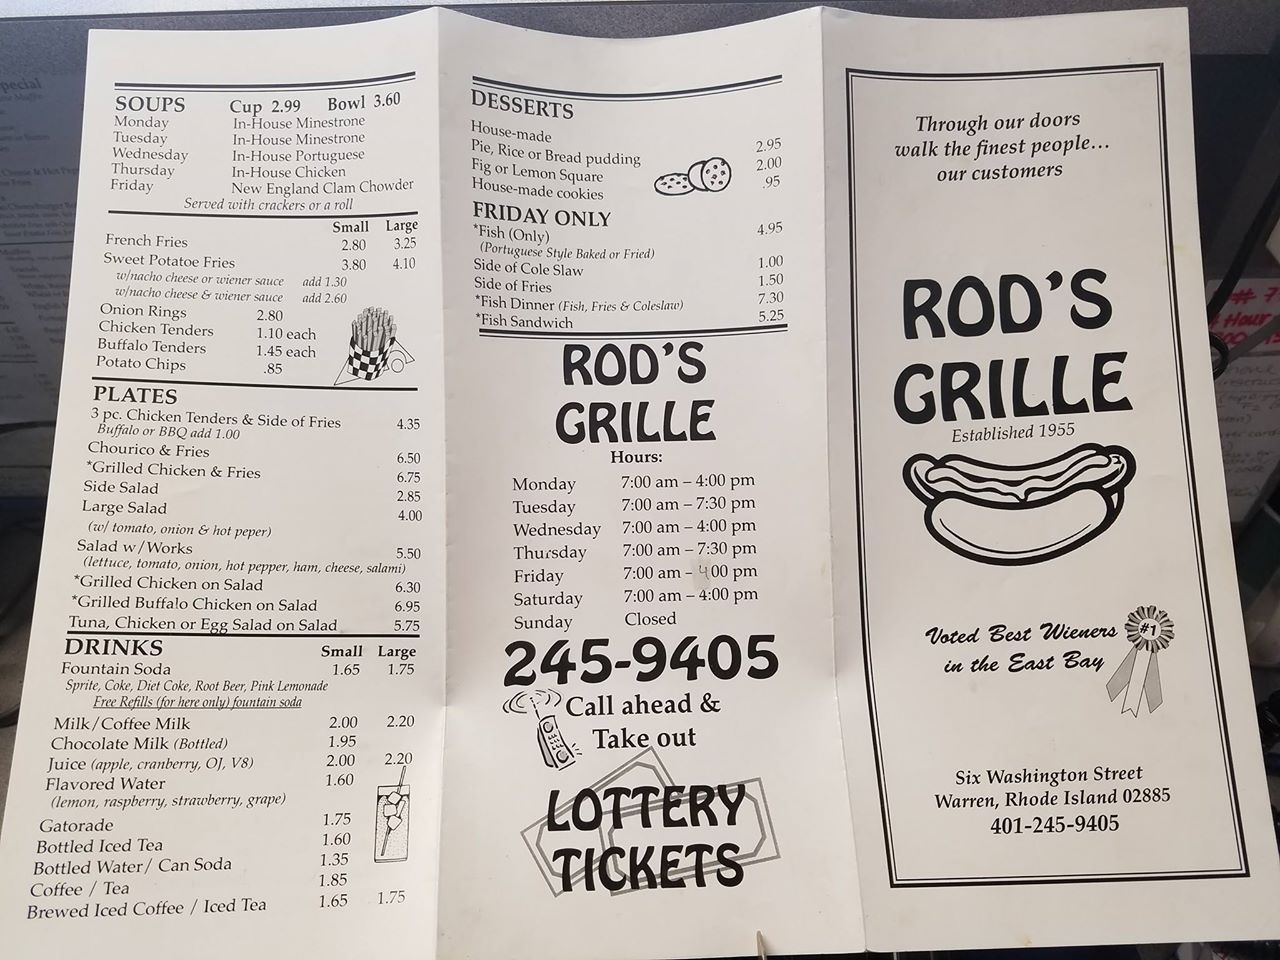 SOUPS Cup 2.99 Bowl 3.60
Monday In-House Minestrone
Tuesday In-House Minestrone
Wednesday In-House Portuguese
Thursday In-House Chicken
Friday New England Clam Chowder
Served with crackers or a roll
Small Large
French Fries 2.80 3.25
Sweet Potatoe Fries 3.80 4.10
w/nacho cheese or wiener sauce add 1.30
w/nacho cheese & wiener sauce add 2.60
Onion Rings 2.80
Chicken Tenders 1.10 each
Buffalo Tenders 1.45 each
Potato Chips .85
PLATES
3 pc. Chicken Tenders & Side of Fries 4.35
Buffalo or BBQ add 1.00
Chourico & Fries 6.50
*Grilled Chicken & Fries 6.75
Side Salad 2.85
Large Salad 4.00
(w/ tomato, onion & hot peper)
Salad w/Works 5.50
(lettuce, tomato, onion, hot pepper, ham, cheese, salami)
*Grilled Chicken on Salad 6.30
*Grilled Buffalo Chicken on Salad 6.95
Tuna, Chicken or Egg Salad on Salad 5.75
DRINKS Small Large
Fountain Soda 1.65 1.75
Sprite, Coke, Diet Coke, Root Beer, Pink Lemonade
Free Refills (for here only) fountain soda
Milk/Coffee Milk 2.00 2.20
Chocolate Milk (Bottled) 1.95
Juice (apple, cranberry, OJ, V8) 2.00 2.20
Flavored Water 1.60
(lemon, raspberry, strawberry, grape)
Gatorade 1.75
Bottled Iced Tea 1.60
Bottled Water/ Can Soda 1.35
Coffee / Tea 1.85
Brewed Iced Coffee / Iced Tea 1.65 1.75
DESSERTS
House-made
Pie, Rice or Bread pudding 2.95
Fig or Lemon Square 2.00
House-made cookies .95
FRIDAY ONLY
*Fish (Only) 4.95
(Portuguese Style Baked or Fried)
Side of Cole Slaw 1.00
Side of Fries 1.50
*Fish Dinner (Fish, Fries & Coleslaw) 7.30
*Fish Sandwich 5.25
ROD'S
GRILLE
Hours:
Monday 7:00 am – 4:00 pm
Tuesday 7:00 am – 7:30 pm
Wednesday 7:00 am – 4:00 pm
Thursday 7:00 am – 7:30 pm
Friday 7:00 am – 4:00 pm
Saturday 7:00 am – 4:00 pm
Sunday Closed
245-9405
Call ahead &
Take out
LOTTERY
TICKETS
Through our doors
walk the finest people...
our customers
ROD'S
GRILLE
Established 1955
Voted Best Wieners
in the East Bay
#1
Six Washington Street
Warren, Rhode Island 02885
401-245-9405